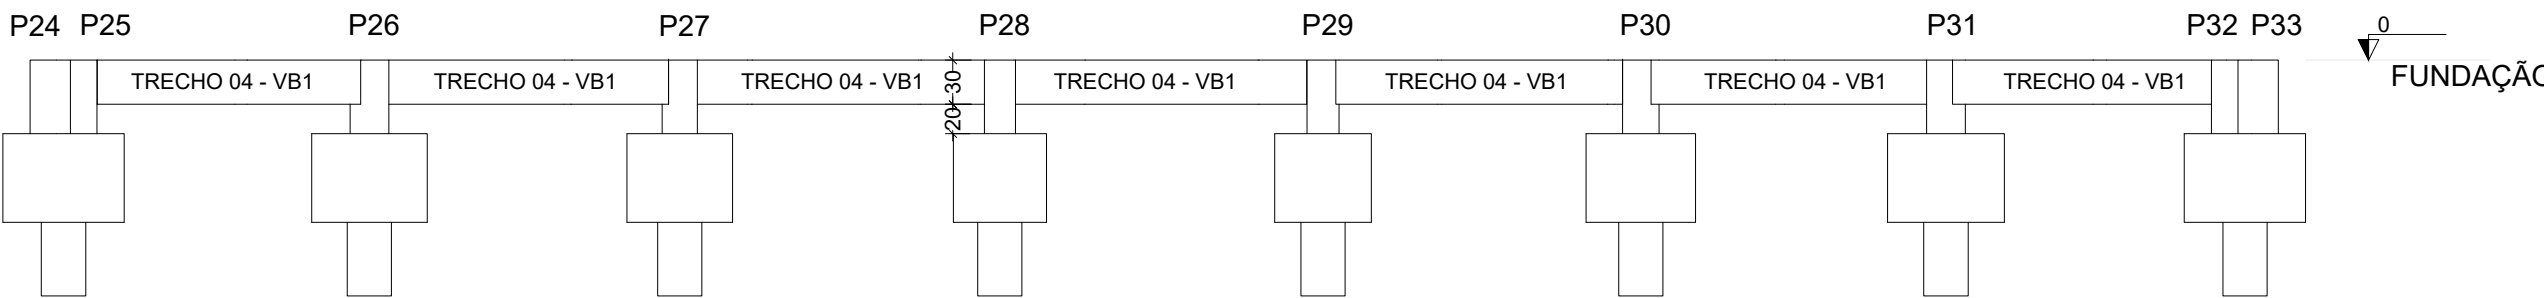 P24 P25 P26 P27 P28 P29 P30 P31 P32 P33 0
TRECHO 04 - VB1 TRECHO 04 - VB1 TRECHO 04 - VB1 30 TRECHO 04 - VB1 TRECHO 04 - VB1 TRECHO 04 - VB1 TRECHO 04 - VB1 FUNDAÇÃO
20